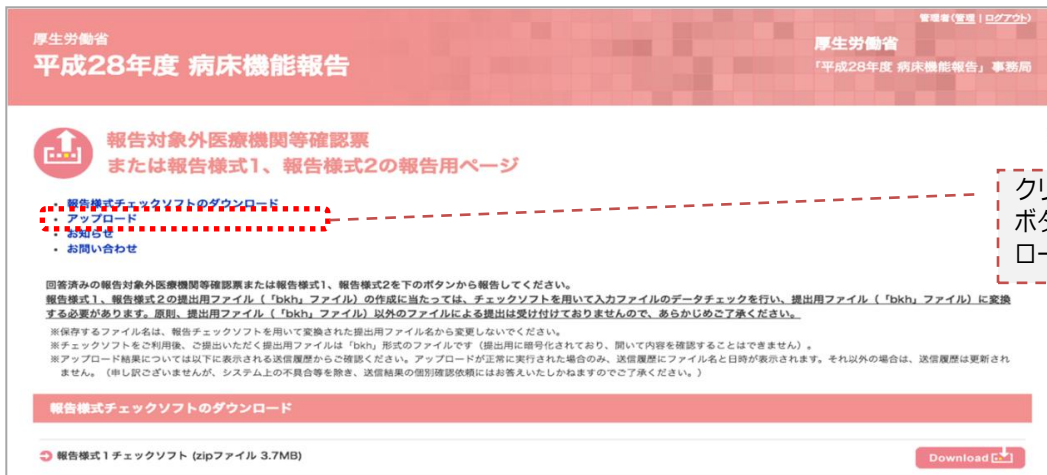 管理者(管理 | ログアウト)
厚生労働省
平成28年度 病床機能報告
厚生労働省
「平成28年度 病床機能報告」事務局
報告対象外医療機関等確認票
または報告様式1、報告様式2の報告用ページ
・ 報告様式チェックソフトのダウンロード
・ アップロード
・ お知らせ
・ お問い合わせ
クリ
ボタ
ロー
回答済みの報告対象外医療機関等確認票または報告様式1、報告様式2を下のボタンから報告してください。
報告様式1、報告様式2の提出用ファイル(「bkh」ファイル)の作成に当たっては、チェックソフトを用いて入力ファイルのデータチェックを行い、提出用ファイル(「bkh」ファイル)に変換
する必要があります。原則、提出用ファイル(「bkh」ファイル)以外のファイルによる提出は受け付けておりませんので、あらかじめご了承ください。
※保存するファイル名は、報告チェックソフトを用いて変換された提出用ファイル名から変更しないでください。
※チェックソフトをご利用後、ご提出いただく提出用ファイルは「bkh」形式のファイルです(提出用に暗号化されており、開いて内容を確認することはできません)。
※アップロード結果については以下に表示される送信履歴からご確認ください。アップロードが正常に実行された場合のみ、送信履歴にファイル名と日時が表示されます。それ以外の場合は、送信履歴は更新され
ません。(申し訳ございませんが、システム上の不具合等を除き、送信結果の個別確認依頼にはお答えいたしかねますのでご了承ください。)
報告様式チェックソフトのダウンロード
報告様式1チェックソフト (zipファイル 3.7MB)
Download